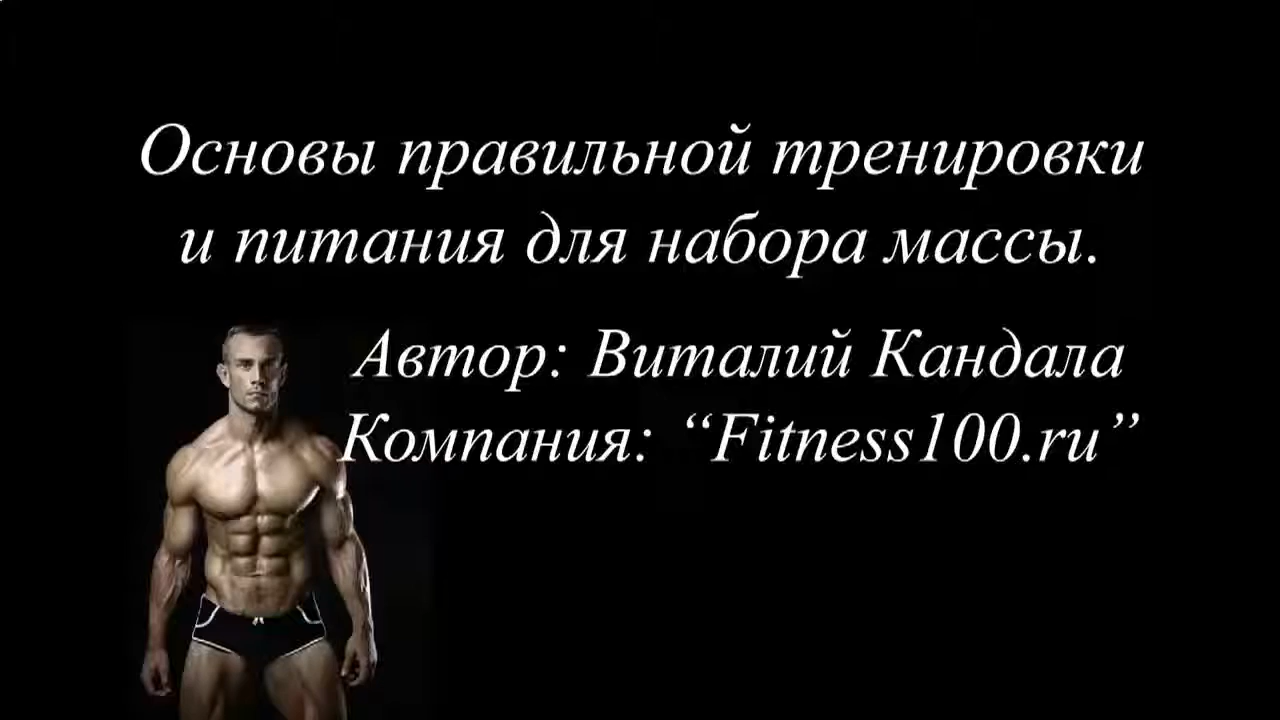 Основы правильной тренировки
и питания для набора массы.
Автор: Виталий Кандала
Компания: “Fitness100.ru”